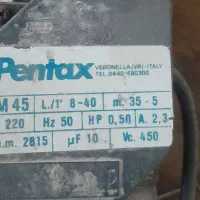 Pentax
VERONELLA (VR)-ITALY
TEL. 0442-480300
M 45 L./1' 8-40 m. 35-5
220 Hz 50 HP 0,50 A. 2,3-
.m. 2815 µF 10 Vc. 450